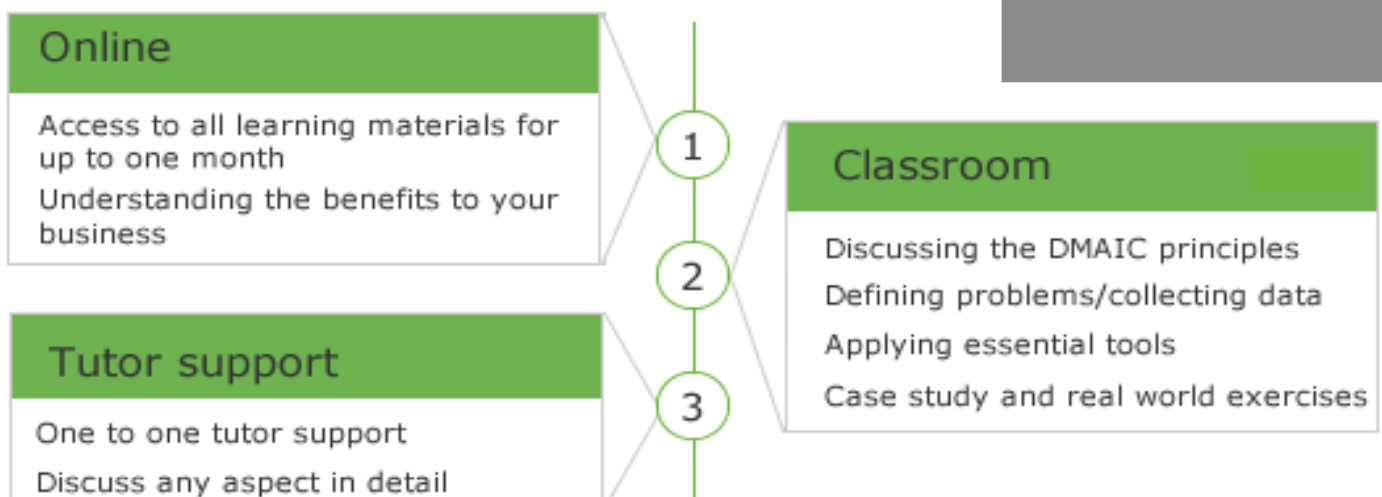 Online
Access to all learning materials for
up to one month
Understanding the benefits to your
business
1
Classroom
Discussing the DMAIC principles
Defining problems/collecting data
Applying essential tools
Case study and real world exercises
2
Tutor support
One to one tutor support
Discuss any aspect in detail
3